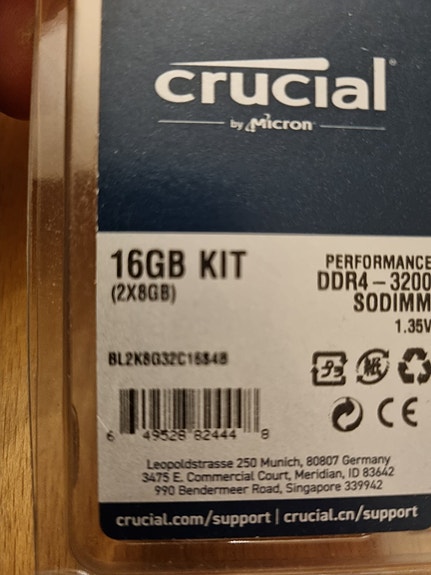 crucial
by Micron
16GB KIT
(2X8GB)
PERFORMANCE
DDR4 – 3200
SODIMM
1.35V
BL2K8G32C16S4B
6 49528 82444 8
Leopoldstrasse 250 Munich, 80807 Germany
3475 E. Commercial Court, Meridian, ID 83642
990 Bendermeer Road, Singapore 339942
CE
crucial.com/support | crucial.cn/support